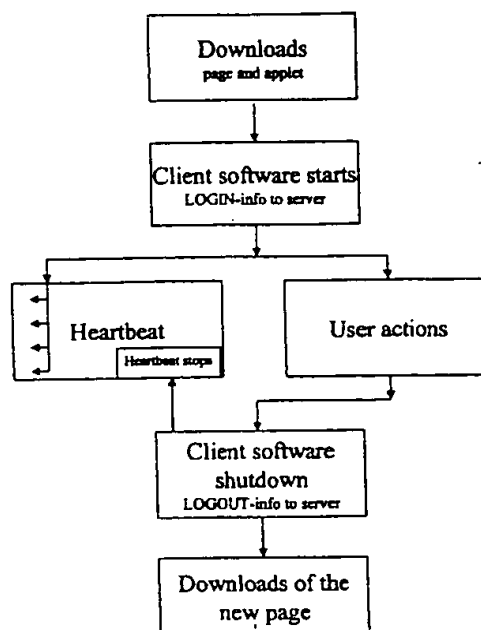 Downloads
page and applet
Client software starts
LOGIN-info to server
Heartbeat
Heartbeat stops
User actions
Client software
shutdown
LOGOUT-info to server
Downloads of the
new page